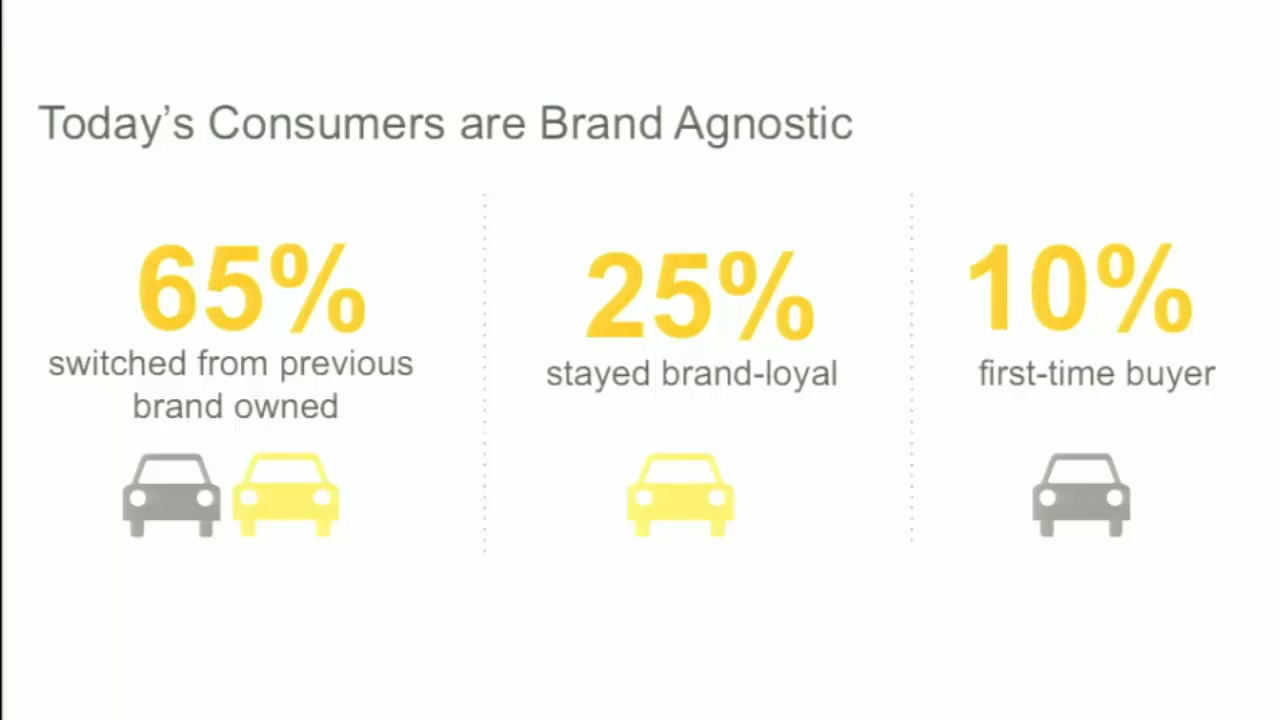 Today’s Consumers are Brand Agnostic
65%
switched from previous
brand owned
25%
stayed brand-loyal
10%
first-time buyer